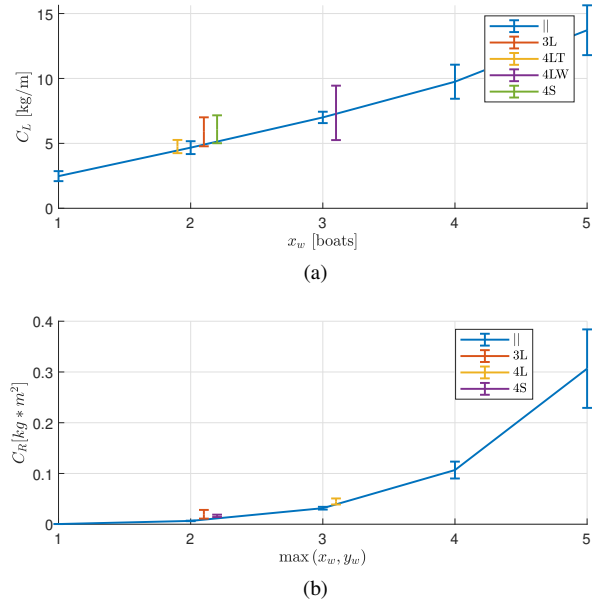 15
10
5
0
C_L [kg/m]
||
3L
4LT
4LW
4S
1 2 3 4 5
x_w [boats]
(a)
0.4
0.3
0.2
0.1
0
C_R[kg * m^2]
||
3L
4L
4S
1 2 3 4 5
max (x_w, y_w)
(b)